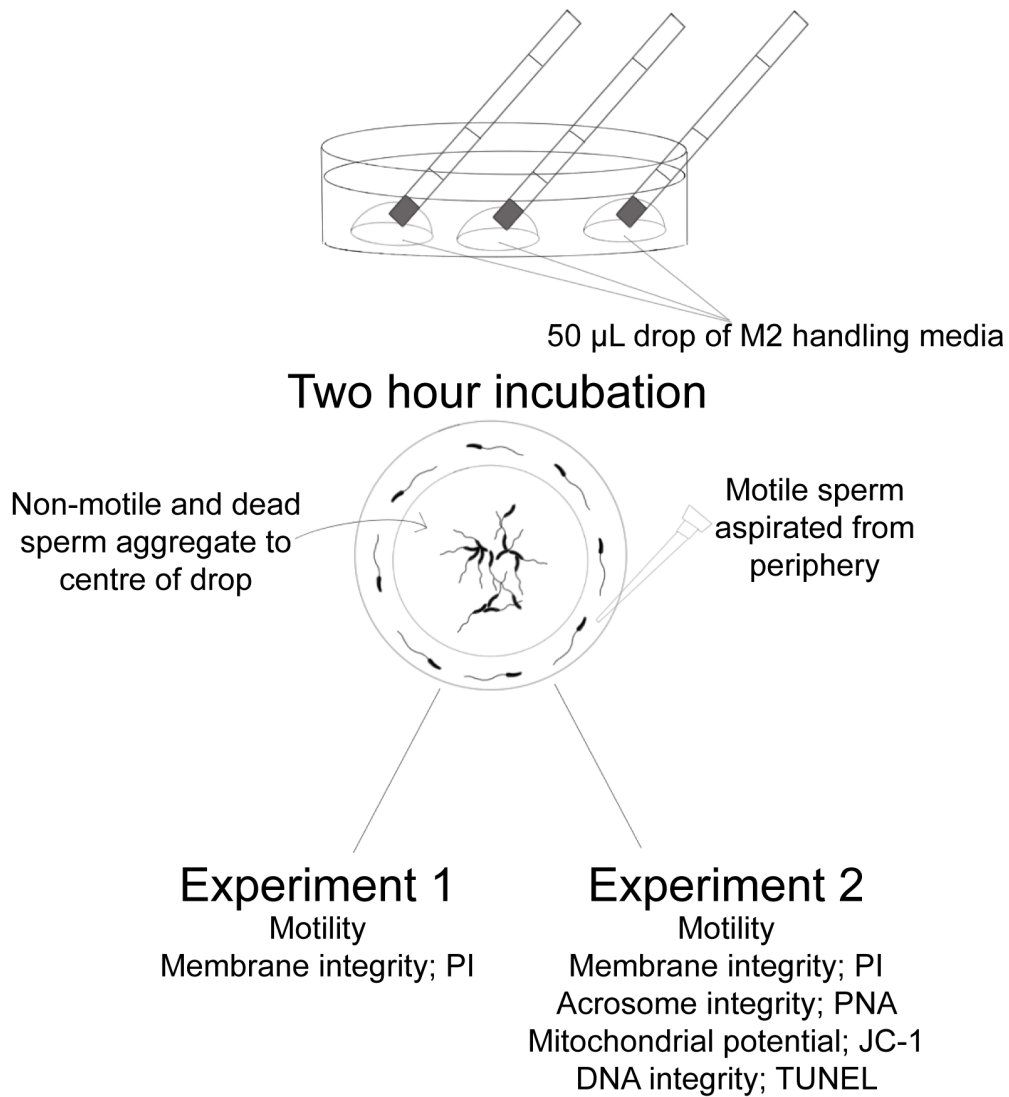 50 µL drop of M2 handling media
Two hour incubation
Non-motile and dead
sperm aggregate to
centre of drop
Motile sperm
aspirated from
periphery
Experiment 1
Motility
Membrane integrity; PI
Experiment 2
Motility
Membrane integrity; PI
Acrosome integrity; PNA
Mitochondrial potential; JC-1
DNA integrity; TUNEL